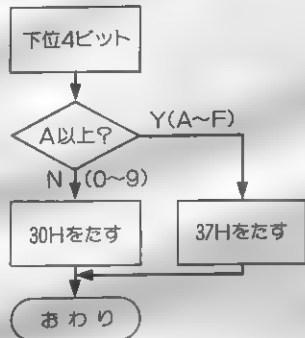 下位4ビット
A以上?
Y(A~F)
N (0~9)
30Hをたす
37Hをたす
おわり